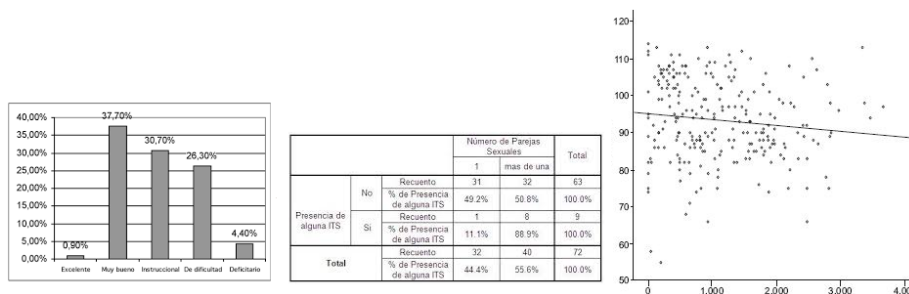 40,00%
35,00%
30,00%
25,00%
20,00%
15,00%
10,00%
5,00%
0,00%
0,90%
37,70%
30,70%
26,30%
4,40%
Excelente Muy bueno Instruccional De dificultad Deficitario
Número de Parejas Sexuales
1 mas de una Total
Presencia de alguna ITS
No Recuento 31 32 63
% de Presencia de alguna ITS 49.2% 50.8% 100.0%
Si Recuento 1 8 9
% de Presencia de alguna ITS 11.1% 88.9% 100.0%
Total Recuento 32 40 72
% de Presencia de alguna ITS 44.4% 55.6% 100.0%
120
110
100
90
80
70
60
50
0 1.000 2.000 3.000 4.00